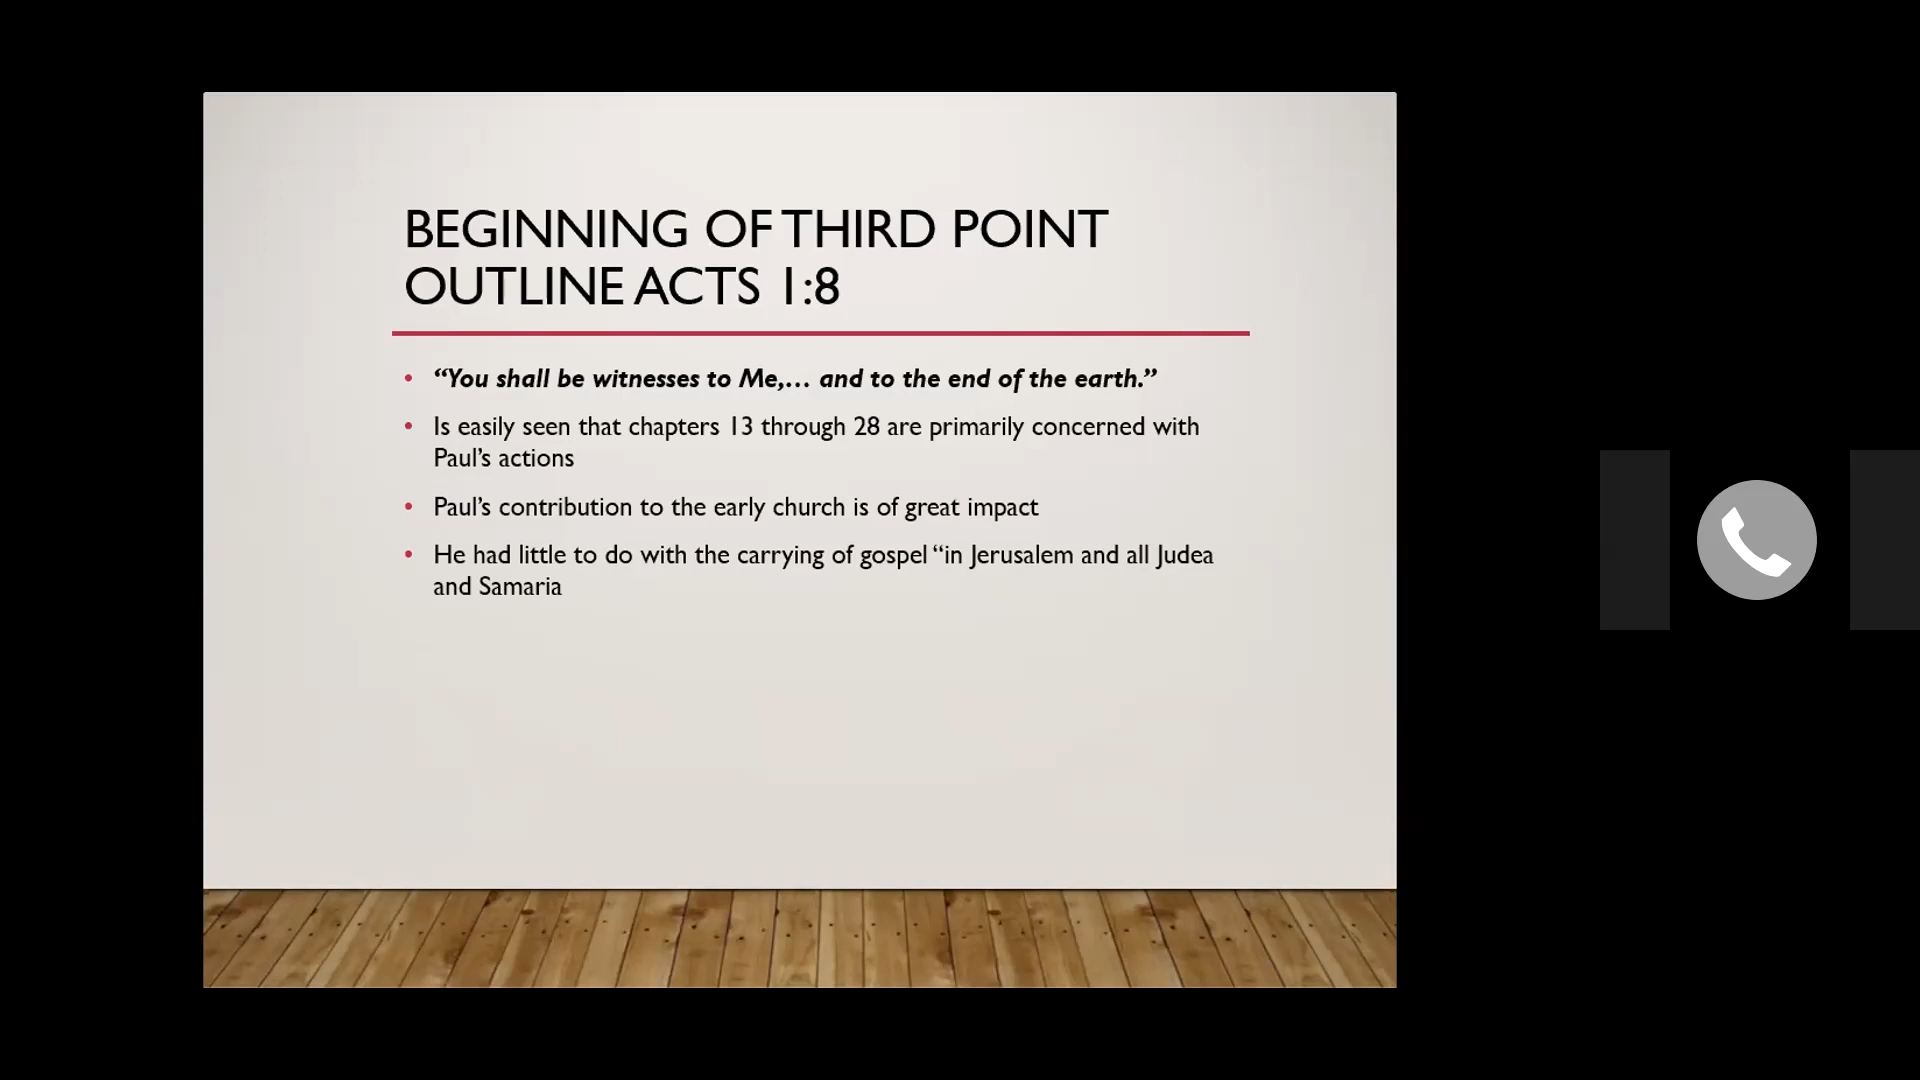 BEGINNING OF THIRD POINT
OUTLINE ACTS 1:8
• “You shall be witnesses to Me,… and to the end of the earth.”
• Is easily seen that chapters 13 through 28 are primarily concerned with
Paul’s actions
• Paul’s contribution to the early church is of great impact
• He had little to do with the carrying of gospel “in Jerusalem and all Judea
and Samaria